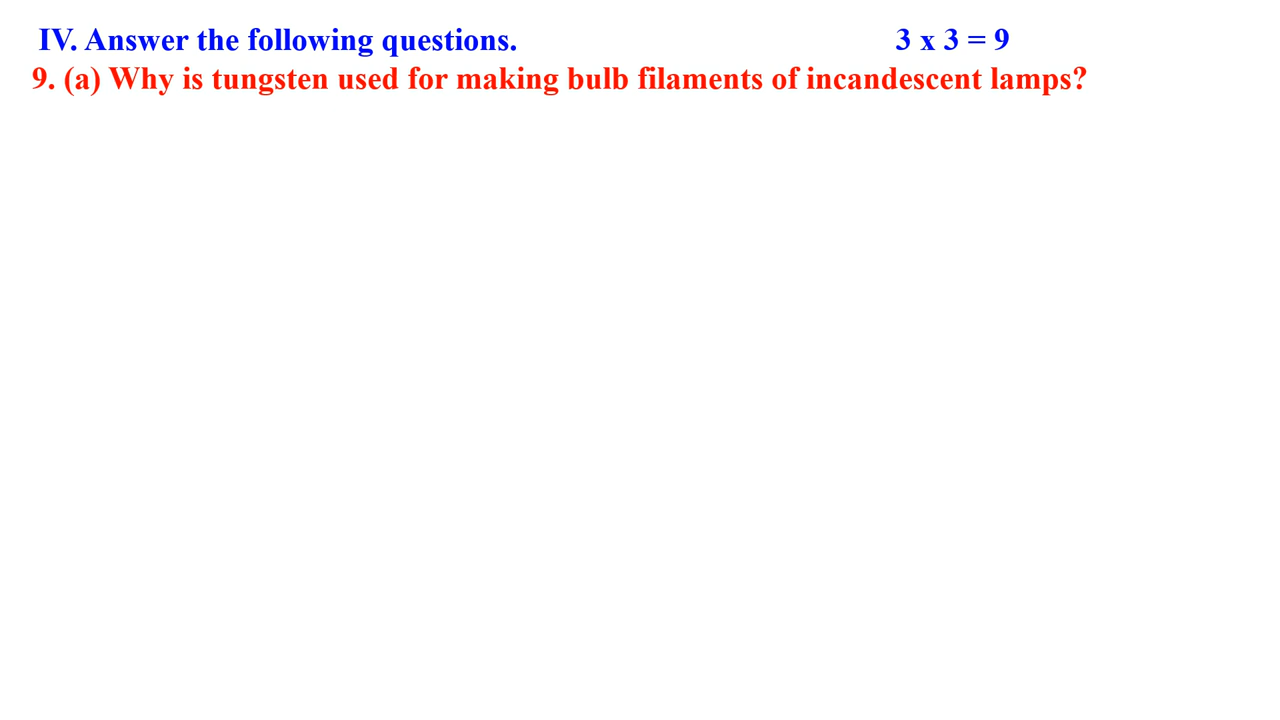 IV. Answer the following questions. 3 x 3 = 9
9. (a) Why is tungsten used for making bulb filaments of incandescent lamps?